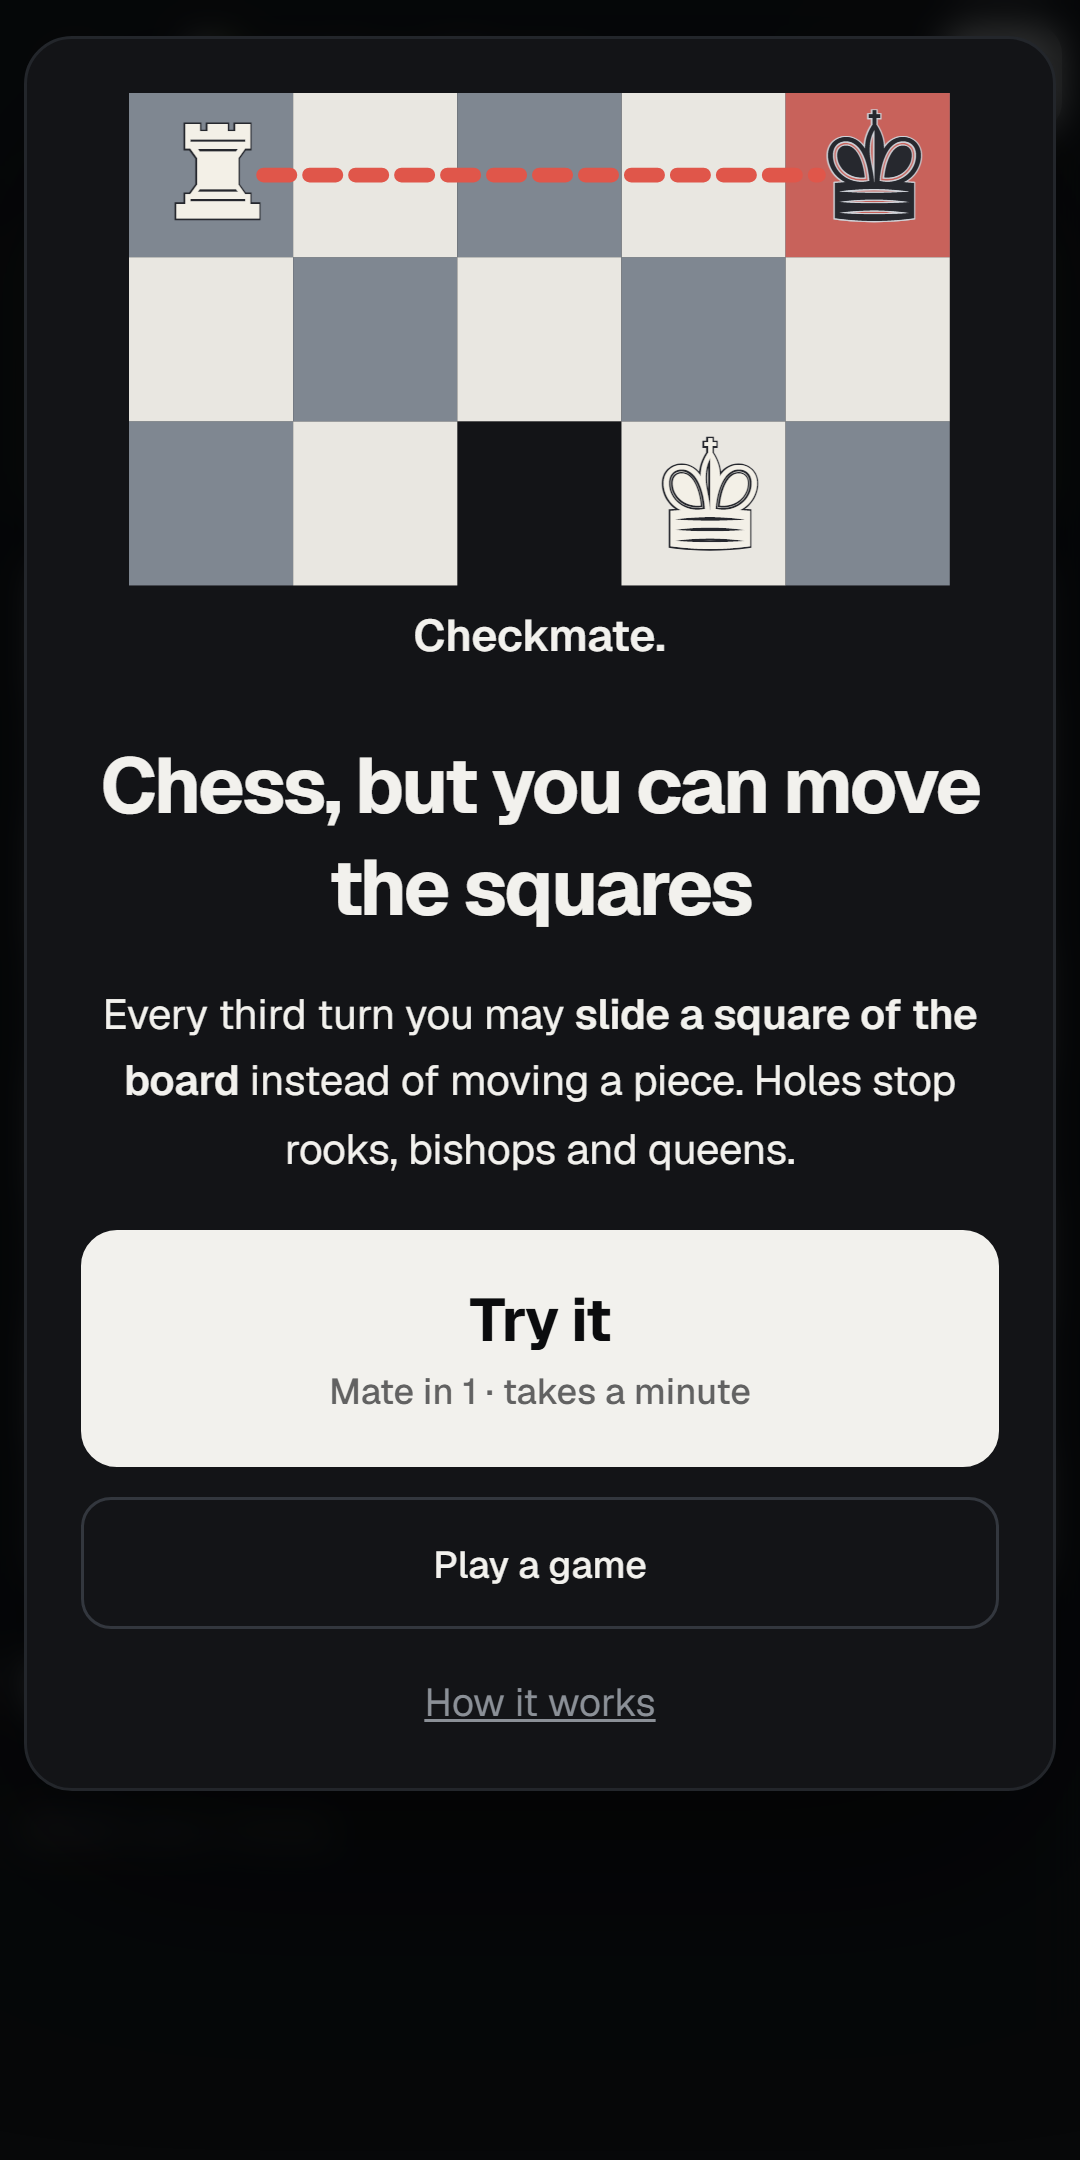 Checkmate.
Chess, but you can move
the squares
Every third turn you may slide a square of the
board instead of moving a piece. Holes stop
rooks, bishops and queens.
Try it
Mate in 1 · takes a minute
Play a game
How it works